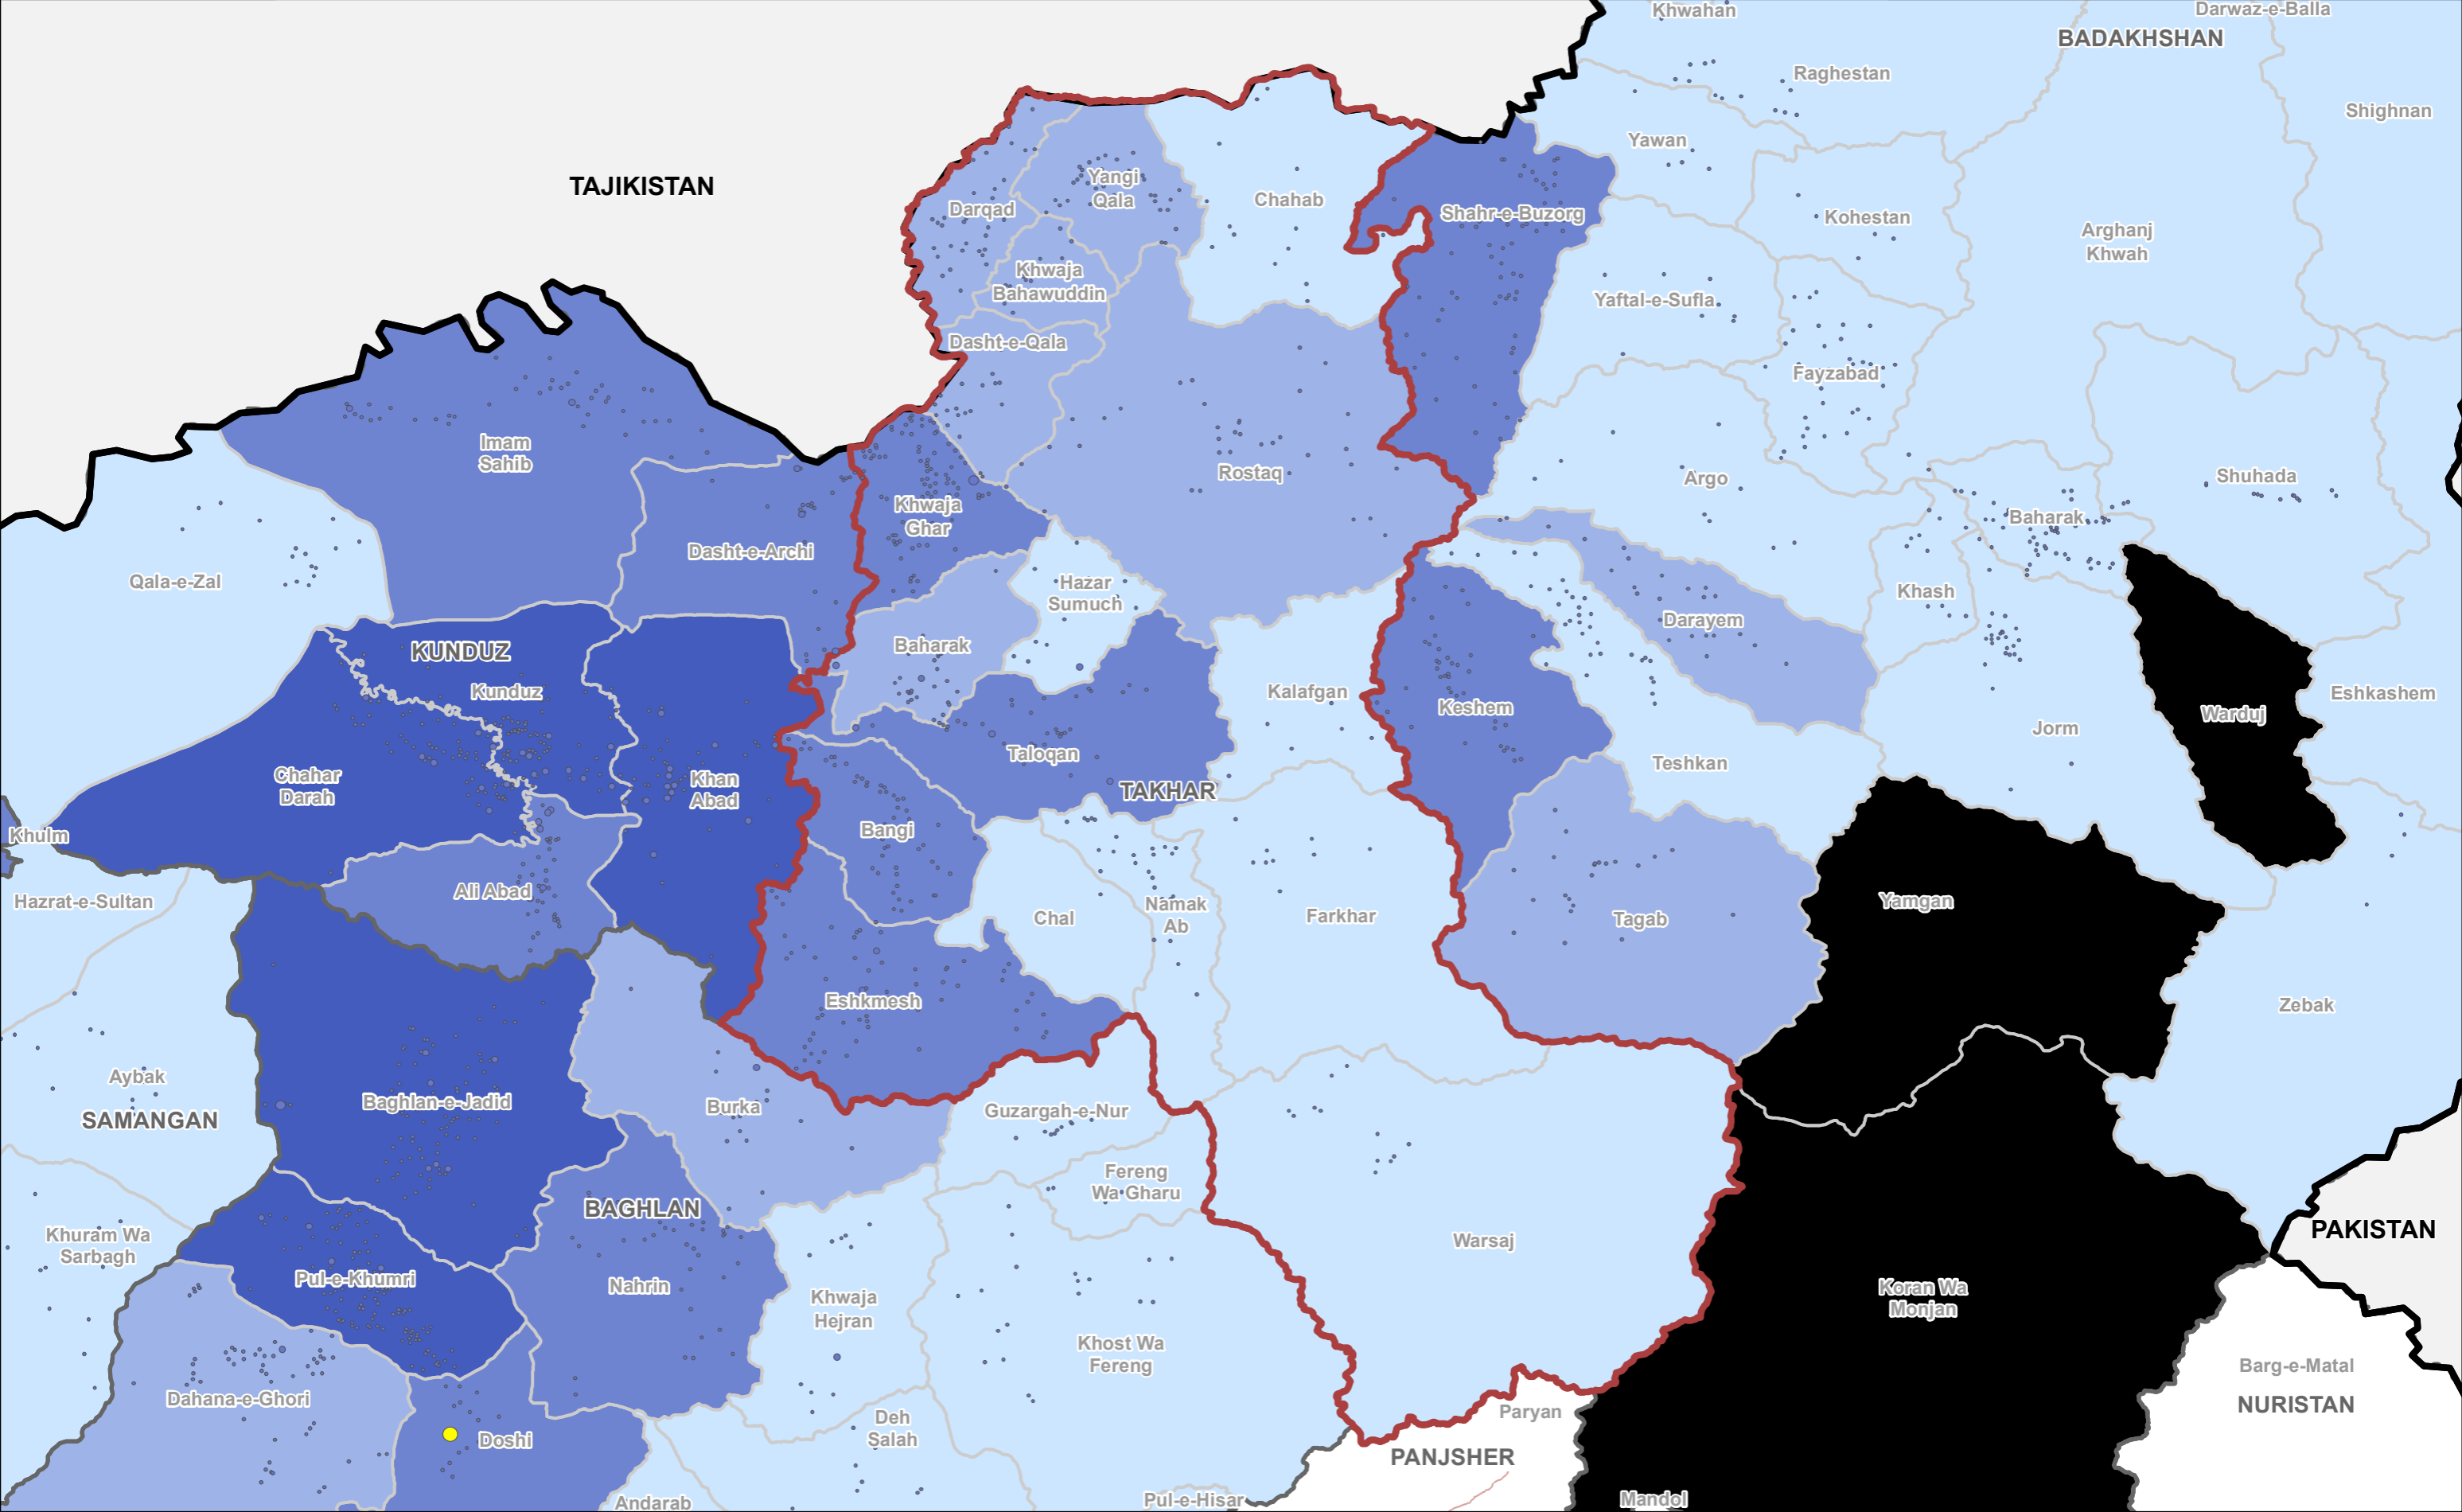 Khwahan
Darwaz-e-Balla
BADAKHSHAN
Raghestan
Shighnan
Yawan
TAJIKISTAN
Yangi
Qala
Chahab
Darqad
Shahr-e-Buzorg
Kohestan
Arghanj
Khwah
Khwaja
Bahawuddin
Yaftal-e-Sufla
Dasht-e-Qala
Fayzabad
Imam
Sahib
Rostaq
Argo
Shuhada
Khwaja
Ghar
Baharak
Dasht-e-Archi
Qala-e-Zal
Hazar
Sumuch
Khash
Darayem
Baharak
KUNDUZ
Kunduz
Kalafgan
Eshkashem
Keshem
Warduj
Jorm
Taloqan
Teshkan
Chahar
Darah
Khan
Abad
TAKHAR
Bangi
Khulm
Ali Abad
Hazrat-e-Sultan
Yamgan
Chal
Namak
Ab
Farkhar
Tagab
Eshkmesh
Zebak
Aybak
Baghlan-e-Jadid
Burka
Guzargah-e-Nur
SAMANGAN
Fereng
Wa Gharu
BAGHLAN
Khuram Wa
Sarbagh
Warsaj
PAKISTAN
Pul-e-Khumri
Nahrin
Khwaja
Hejran
Koran Wa
Monjan
Khost Wa
Fereng
Barg-e-Matal
NURISTAN
Dahana-e-Ghori
Paryan
Deh
Salah
Doshi
PANJSHER
Andarab
Pul-e-Hisar
Mandol